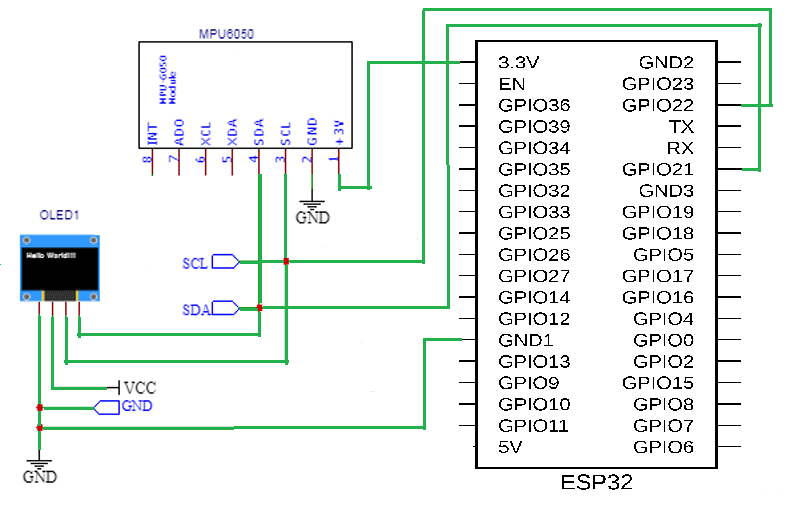 MPU6050
MPU-6050
Module
INT
ADO
XCL
XDA
SDA
SCL
GND
+3V
8
7
6
5
4
3
2
1
GND
OLED1
Hello World!!!
SCL
SDA
VCC
GND
GND
3.3V GND2
EN GPIO23
GPIO36 GPIO22
GPIO39 TX
GPIO34 RX
GPIO35 GPIO21
GPIO32 GND3
GPIO33 GPIO19
GPIO25 GPIO18
GPIO26 GPIO5
GPIO27 GPIO17
GPIO14 GPIO16
GPIO12 GPIO4
GND1 GPIO0
GPIO13 GPIO2
GPIO9 GPIO15
GPIO10 GPIO8
GPIO11 GPIO7
5V GPIO6
ESP32